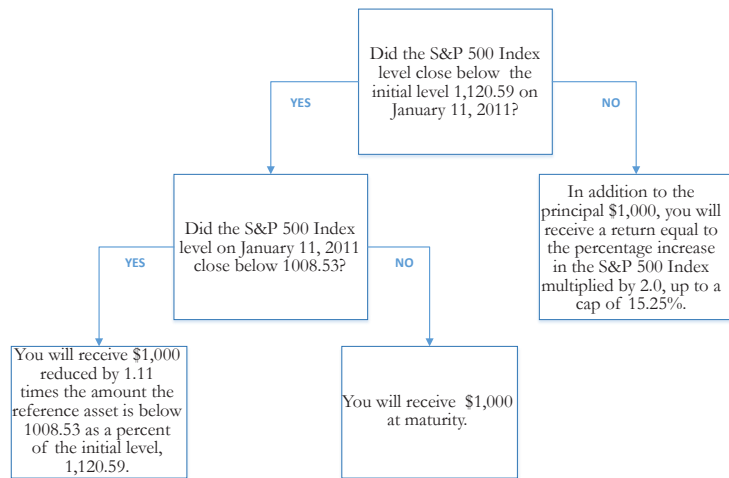 Did the S&P 500 Index
level close below the
initial level 1,120.59 on
January 11, 2011?
YES
NO
Did the S&P 500 Index
level on January 11, 2011
close below 1008.53?
In addition to the
principal $1,000, you will
receive a return equal to
the percentage increase
in the S&P 500 Index
multiplied by 2.0, up to a
cap of 15.25%.
YES
NO
You will receive $1,000
reduced by 1.11
times the amount the
reference asset is below
1008.53 as a percent
of the initial level,
1,120.59.
You will receive $1,000
at maturity.